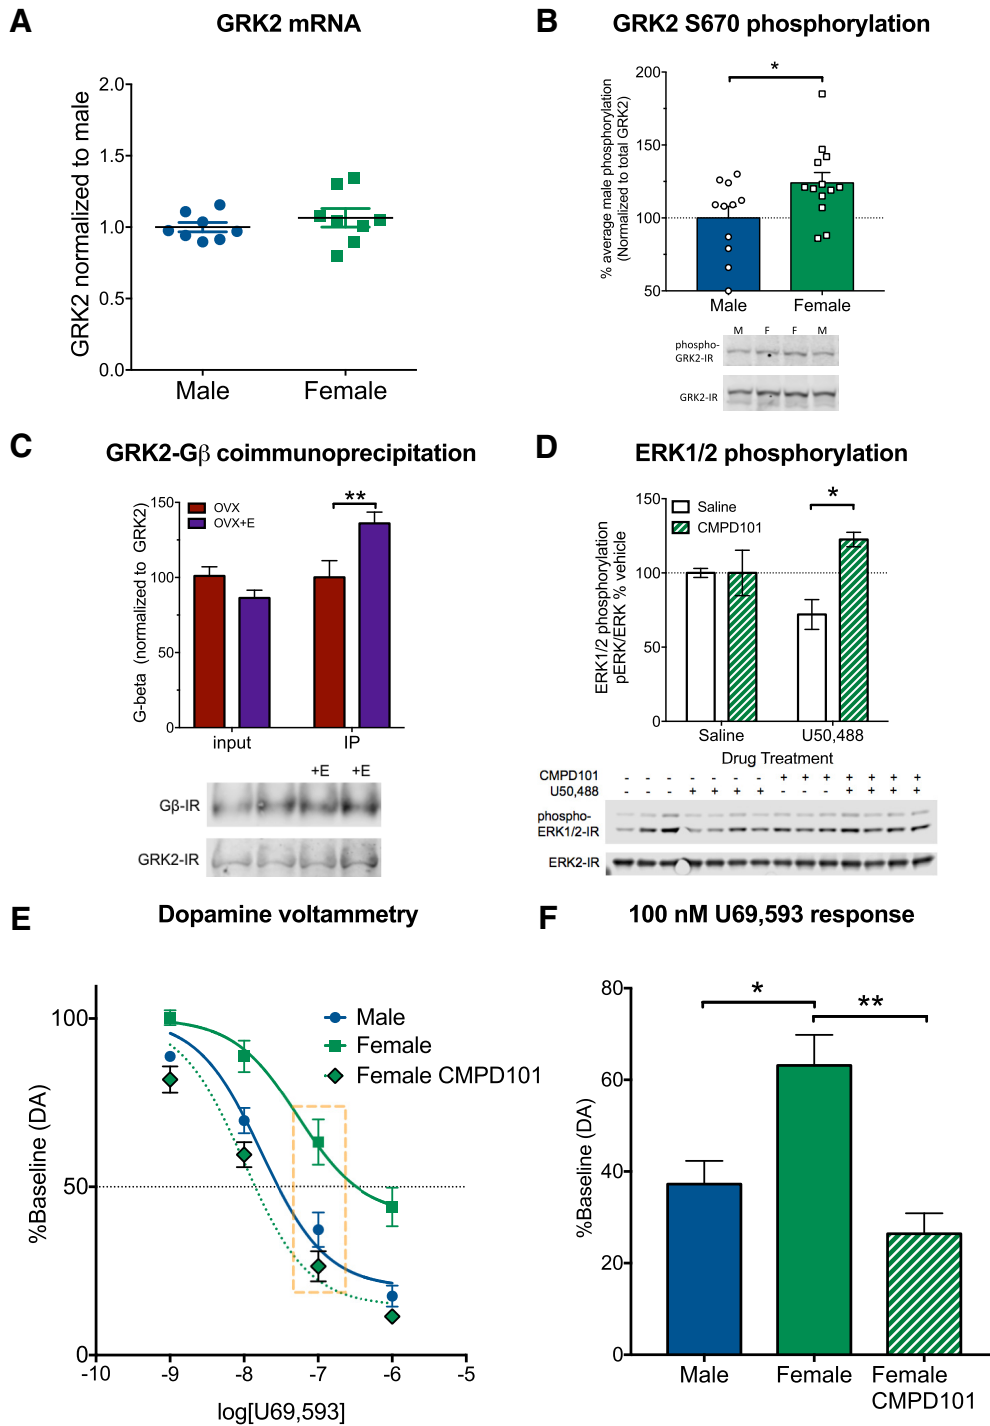 A
GRK2 mRNA
GRK2 normalized to male
2.0
1.5
1.0
0.5
0.0
Male
Female
B
GRK2 S670 phosphorylation
% average male phosphorylation
(Normalized to total GRK2)
200
150
100
50
*
Male
Female
M F F M
phospho-
GRK2-IR
GRK2-IR
C
GRK2-Gβ coimmunoprecipitation
G-beta (normalized to GRK2)
150
100
50
0
OVX
OVX+E
**
input
IP
+E +E
Gβ-IR
GRK2-IR
D
ERK1/2 phosphorylation
ERK1/2 phosphorylation
pERK/ERK % vehicle
150
100
50
0
Saline
CMPD101
*
Saline
U50,488
Drug Treatment
CMPD101 - - - - - - - + + + + + + +
U50,488 - - - + + + + - - - + + + +
phospho-
ERK1/2-IR
ERK2-IR
E
Dopamine voltammetry
%Baseline (DA)
100
50
0
Male
Female
Female CMPD101
-10 -9 -8 -7 -6 -5
log[U69,593]
F
100 nM U69,593 response
%Baseline (DA)
80
60
40
20
0
*
**
Male
Female
Female
CMPD101